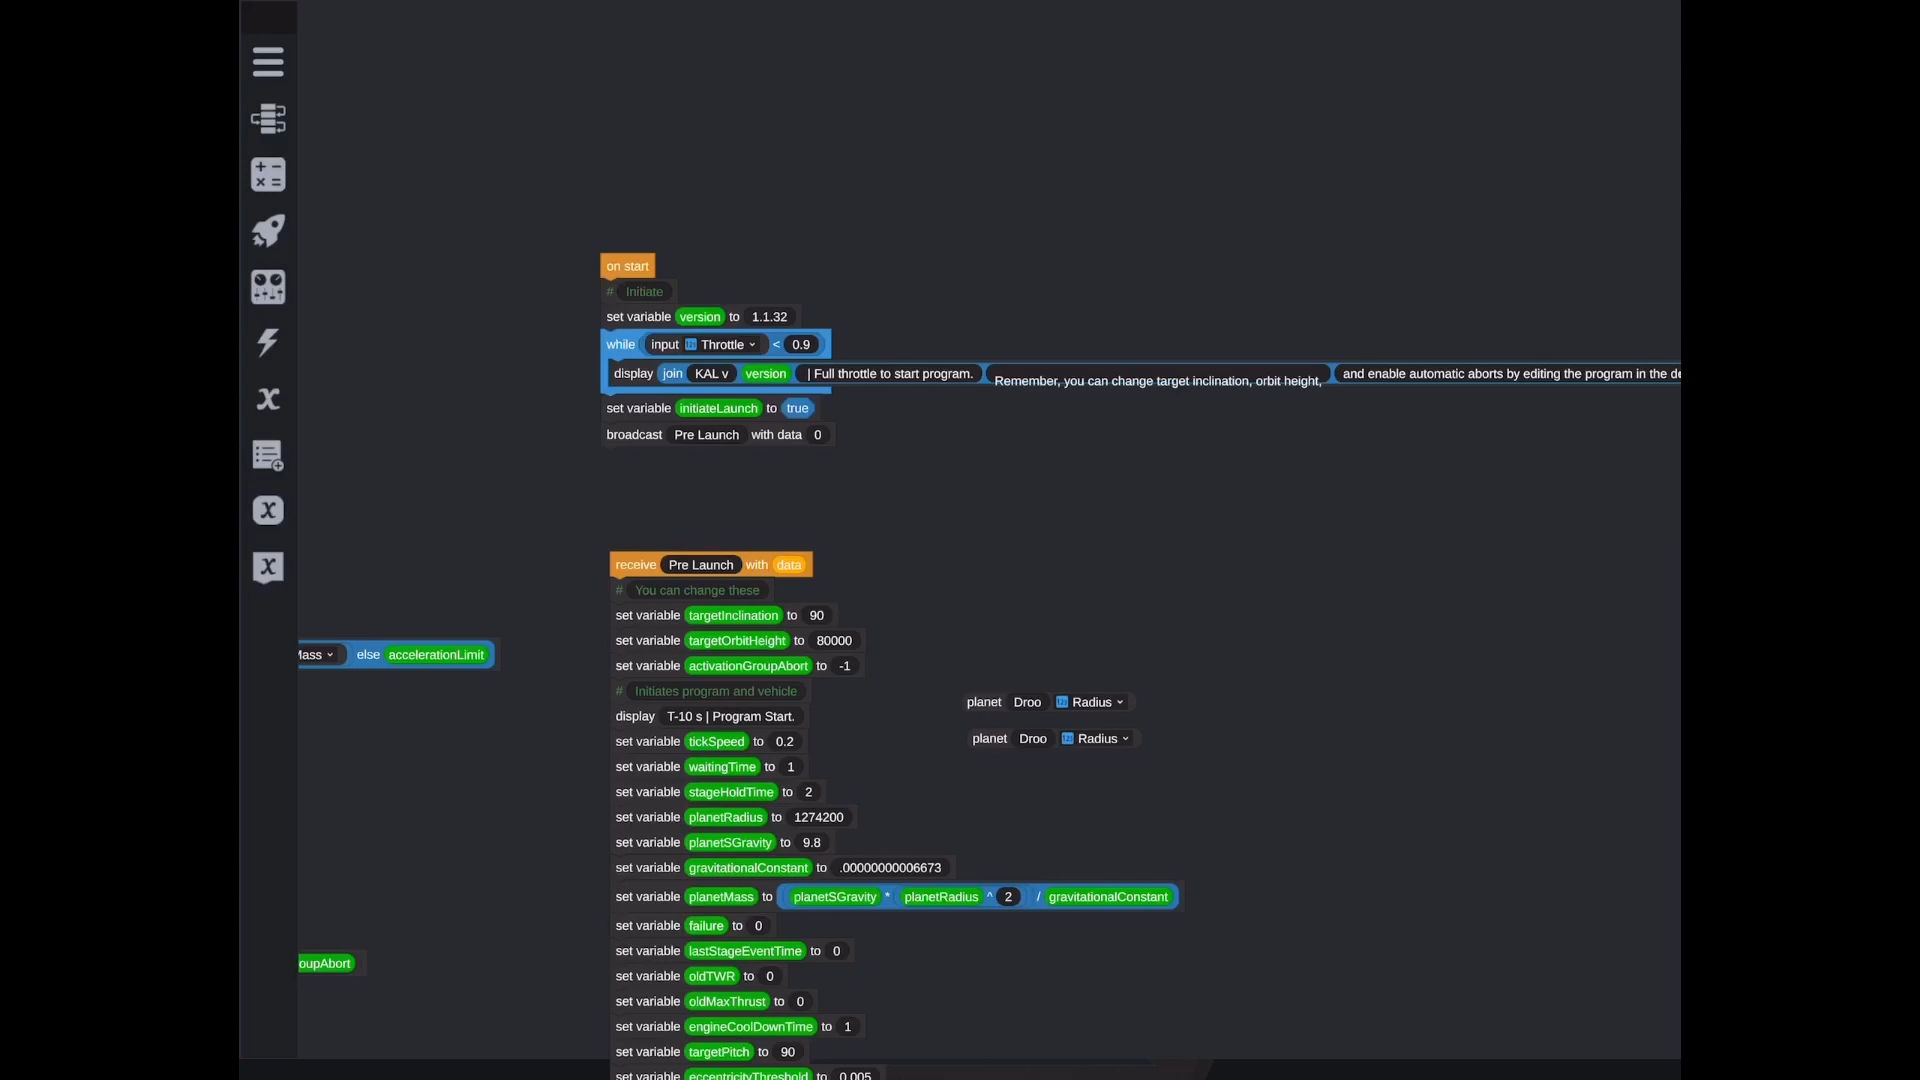 on start
# Initiate
set variable version to 1.1.32
while input Throttle < 0.9
display join KAL v version | Full throttle to start program. Remember, you can change target inclination, orbit height, and enable automatic aborts by editing the program in the de
set variable initiateLaunch to true
broadcast Pre Launch with data 0
receive Pre Launch with data
# You can change these
set variable targetInclination to 90
set variable targetOrbitHeight to 80000
Mass else accelerationLimit
set variable activationGroupAbort to -1
# Initiates program and vehicle
planet Droo Radius
display T-10 s | Program Start.
planet Droo Radius
set variable tickSpeed to 0.2
set variable waitingTime to 1
set variable stageHoldTime to 2
set variable planetRadius to 1274200
set variable planetSGravity to 9.8
set variable gravitationalConstant to .00000000006673
set variable planetMass to planetSGravity * planetRadius ^ 2 / gravitationalConstant
set variable failure to 0
set variable lastStageEventTime to 0
oupAbort
set variable oldTWR to 0
set variable oldMaxThrust to 0
set variable engineCoolDownTime to 1
set variable targetPitch to 90
set variable eccentricityThreshold to 0.005